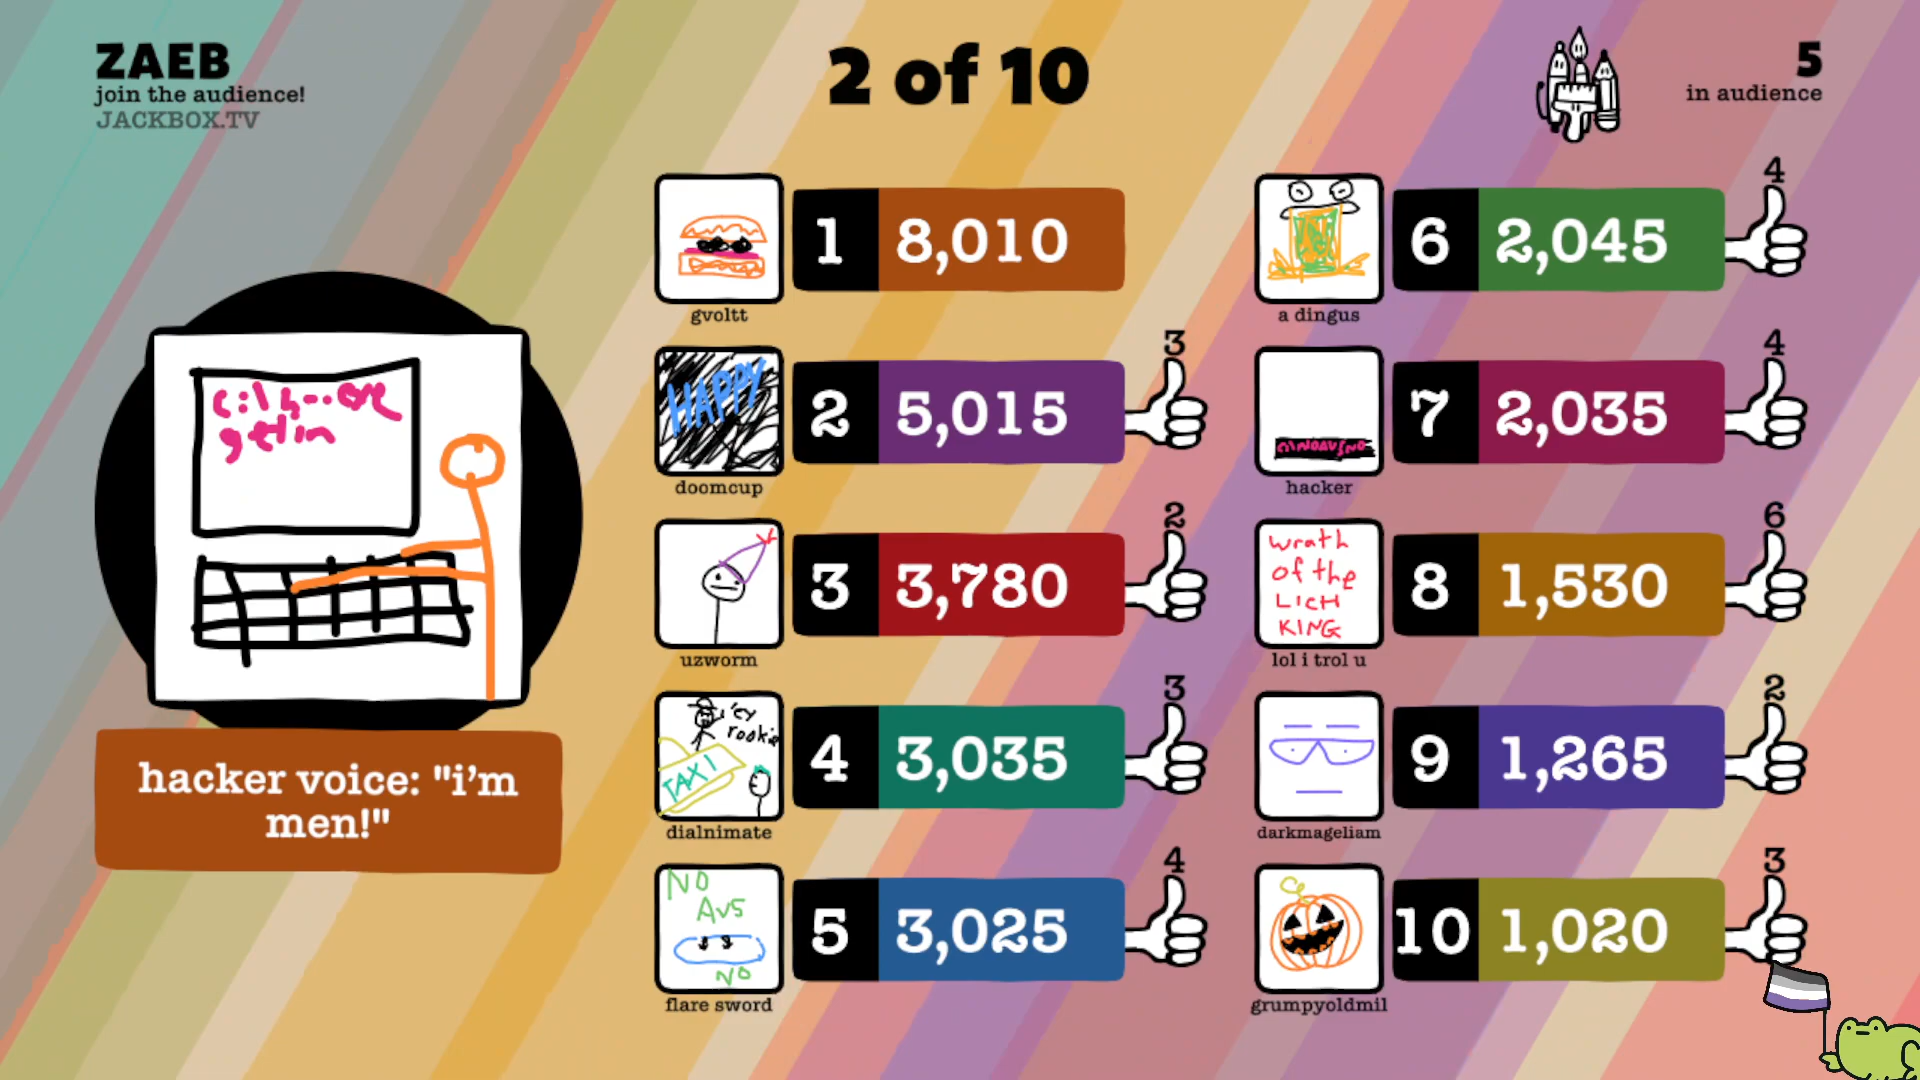 ZAEB
join the audience!
JACKBOX.TV
2 of 10
5
in audience
c:\
getin
hacker voice: "i'm
men!"
gvoltt
1 8,010
HAPPY
doomcup
2 5,015
3
uzworm
3 3,780
2
'ey
rookie
TAXI
dialnimate
4 3,035
3
NO
AVS
NO
flare sword
5 3,025
4
a dingus
6 2,045
4
hacker
7 2,035
4
wrath
of the
LICH
KING
lol i trol u
8 1,530
6
darkmageliam
9 1,265
2
grumpyoldmil
10 1,020
3